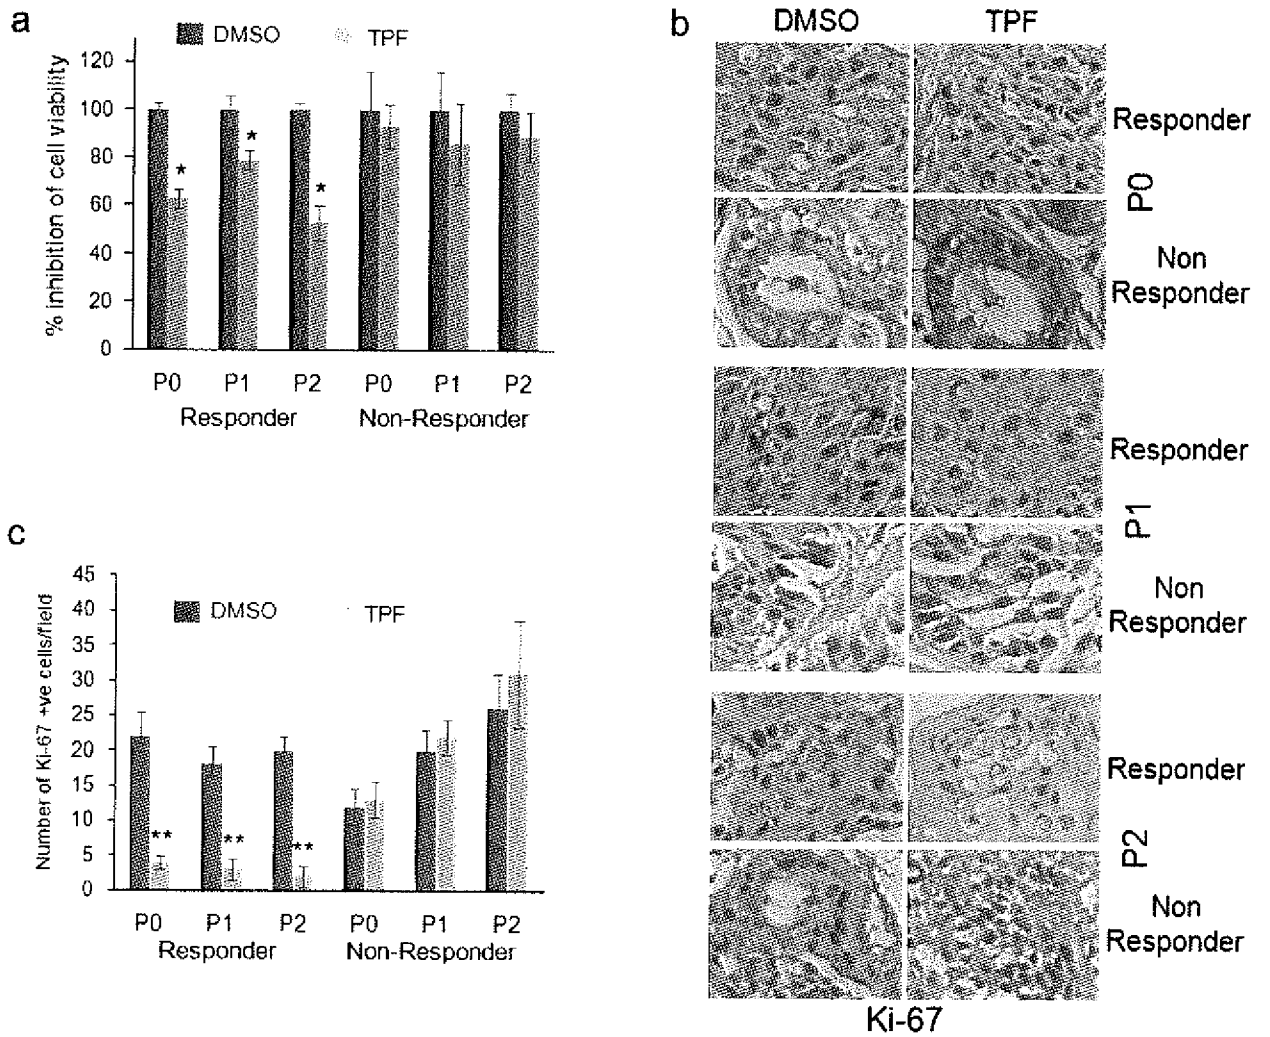 a
DMSO TPF
% inhibition of cell viability
120
100
80
60
40
20
0
*
*
*
P0 P1 P2 P0 P1 P2
Responder Non-Responder
b
DMSO TPF
Responder
P0
Non
Responder
Responder
P1
Non
Responder
Responder
P2
Non
Responder
Ki-67
c
DMSO TPF
Number of Ki-67 +ve cells/field
45
40
35
30
25
20
15
10
5
0
**
**
**
P0 P1 P2 P0 P1 P2
Responder Non-Responder